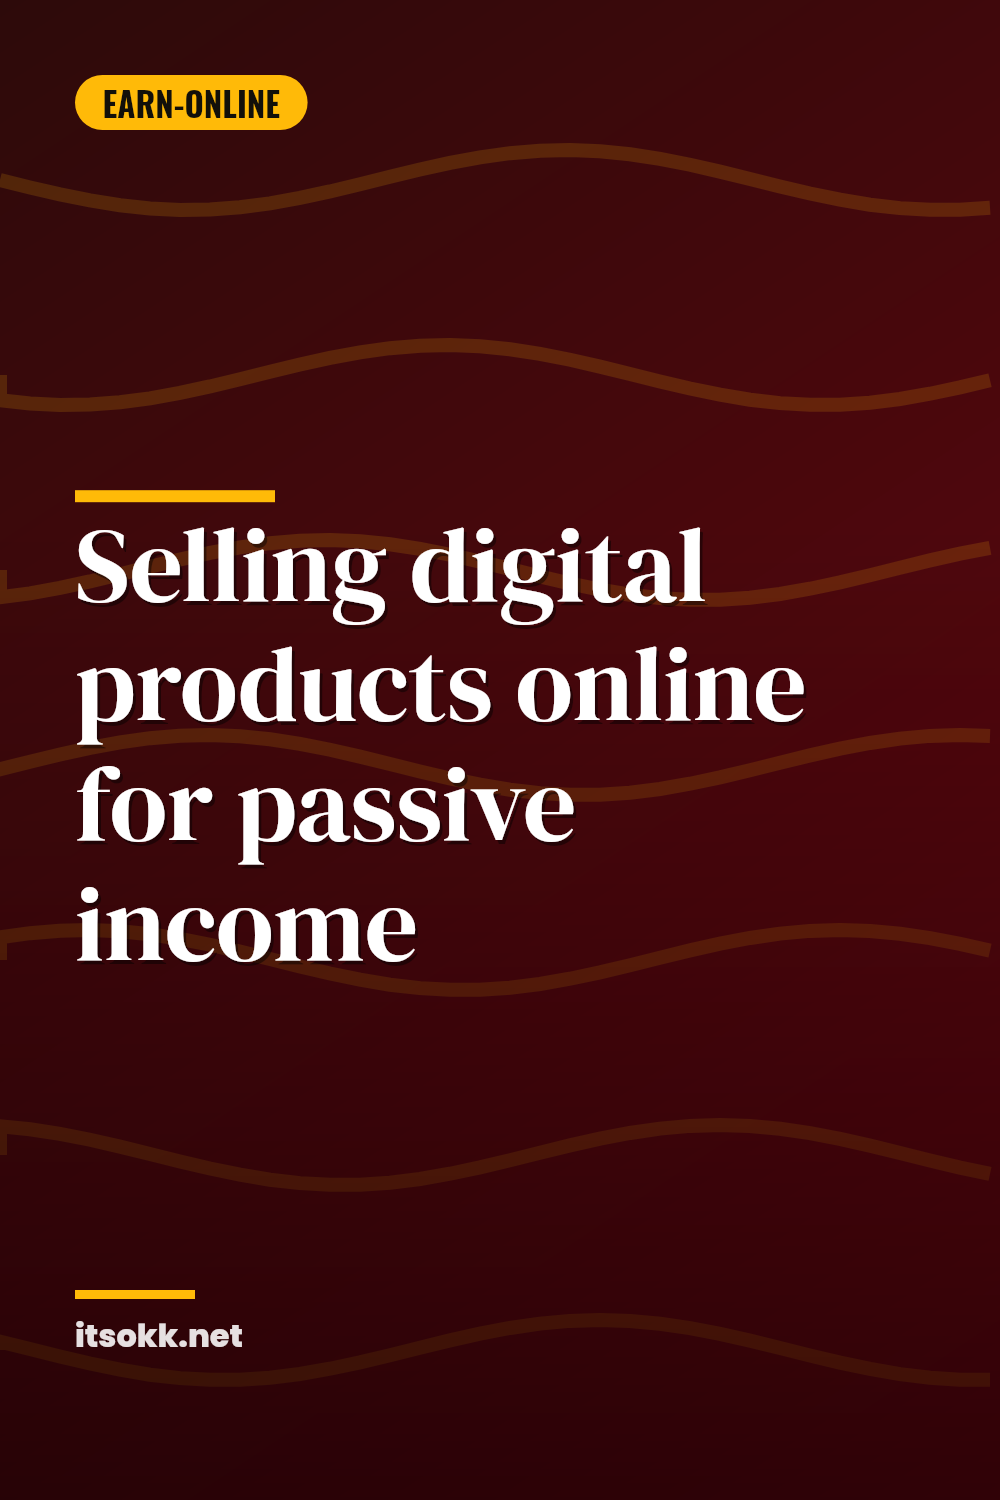 EARN-ONLINE
Selling digital
products online
for passive
income
itsokk.net